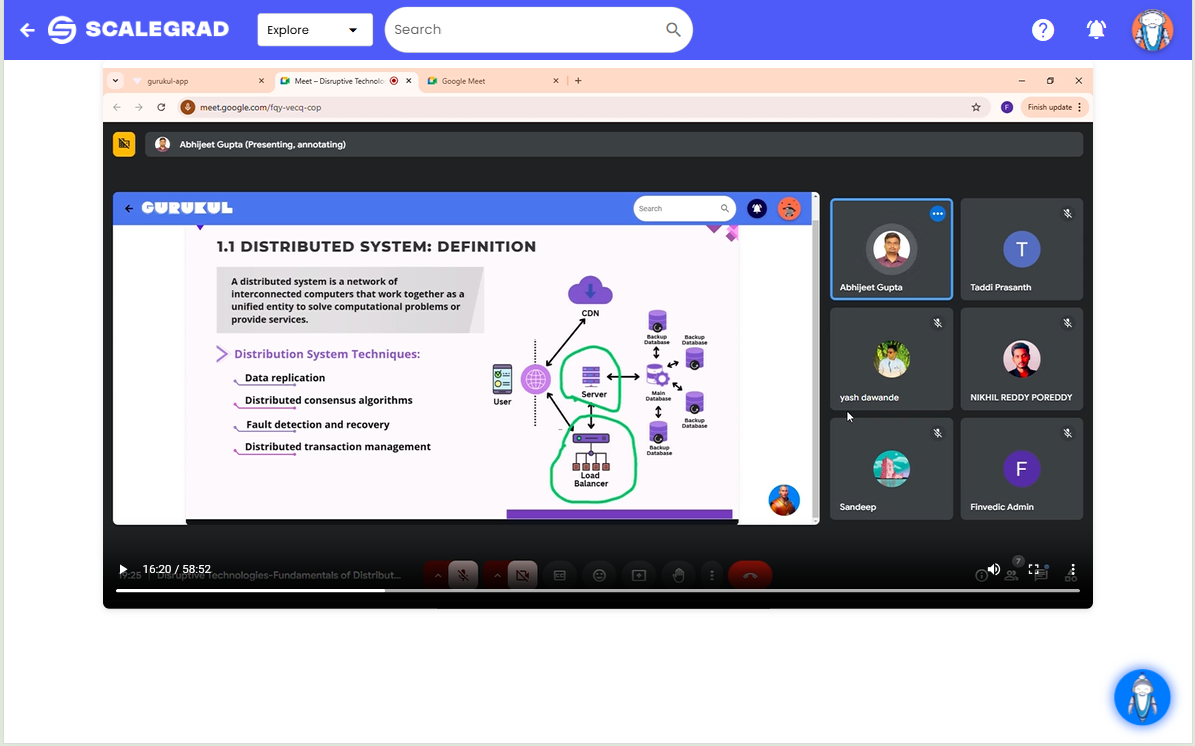 SCALEGRAD
Explore
Search
gurukul-app
Meet – Disruptive Technolo
Google Meet
meet.google.com/fqy-vecq-cop
F
Finish update
Abhijeet Gupta (Presenting, annotating)
GURUKUL
Search
1.1 DISTRIBUTED SYSTEM: DEFINITION
A distributed system is a network of
interconnected computers that work together as a
unified entity to solve computational problems or
provide services.
Distribution System Techniques:
Data replication
Distributed consensus algorithms
Fault detection and recovery
Distributed transaction management
CDN
User
Server
Load
Balancer
Main
Database
Backup
Database
Backup
Database
Backup
Database
Backup
Database
Abhijeet Gupta
T
Taddi Prasanth
yash dawande
NIKHIL REDDY POREDDY
Sandeep
F
Finvedic Admin
16:20 / 58:52
19:25 | Disruptive Technologies-Fundamentals of Distribut...
7